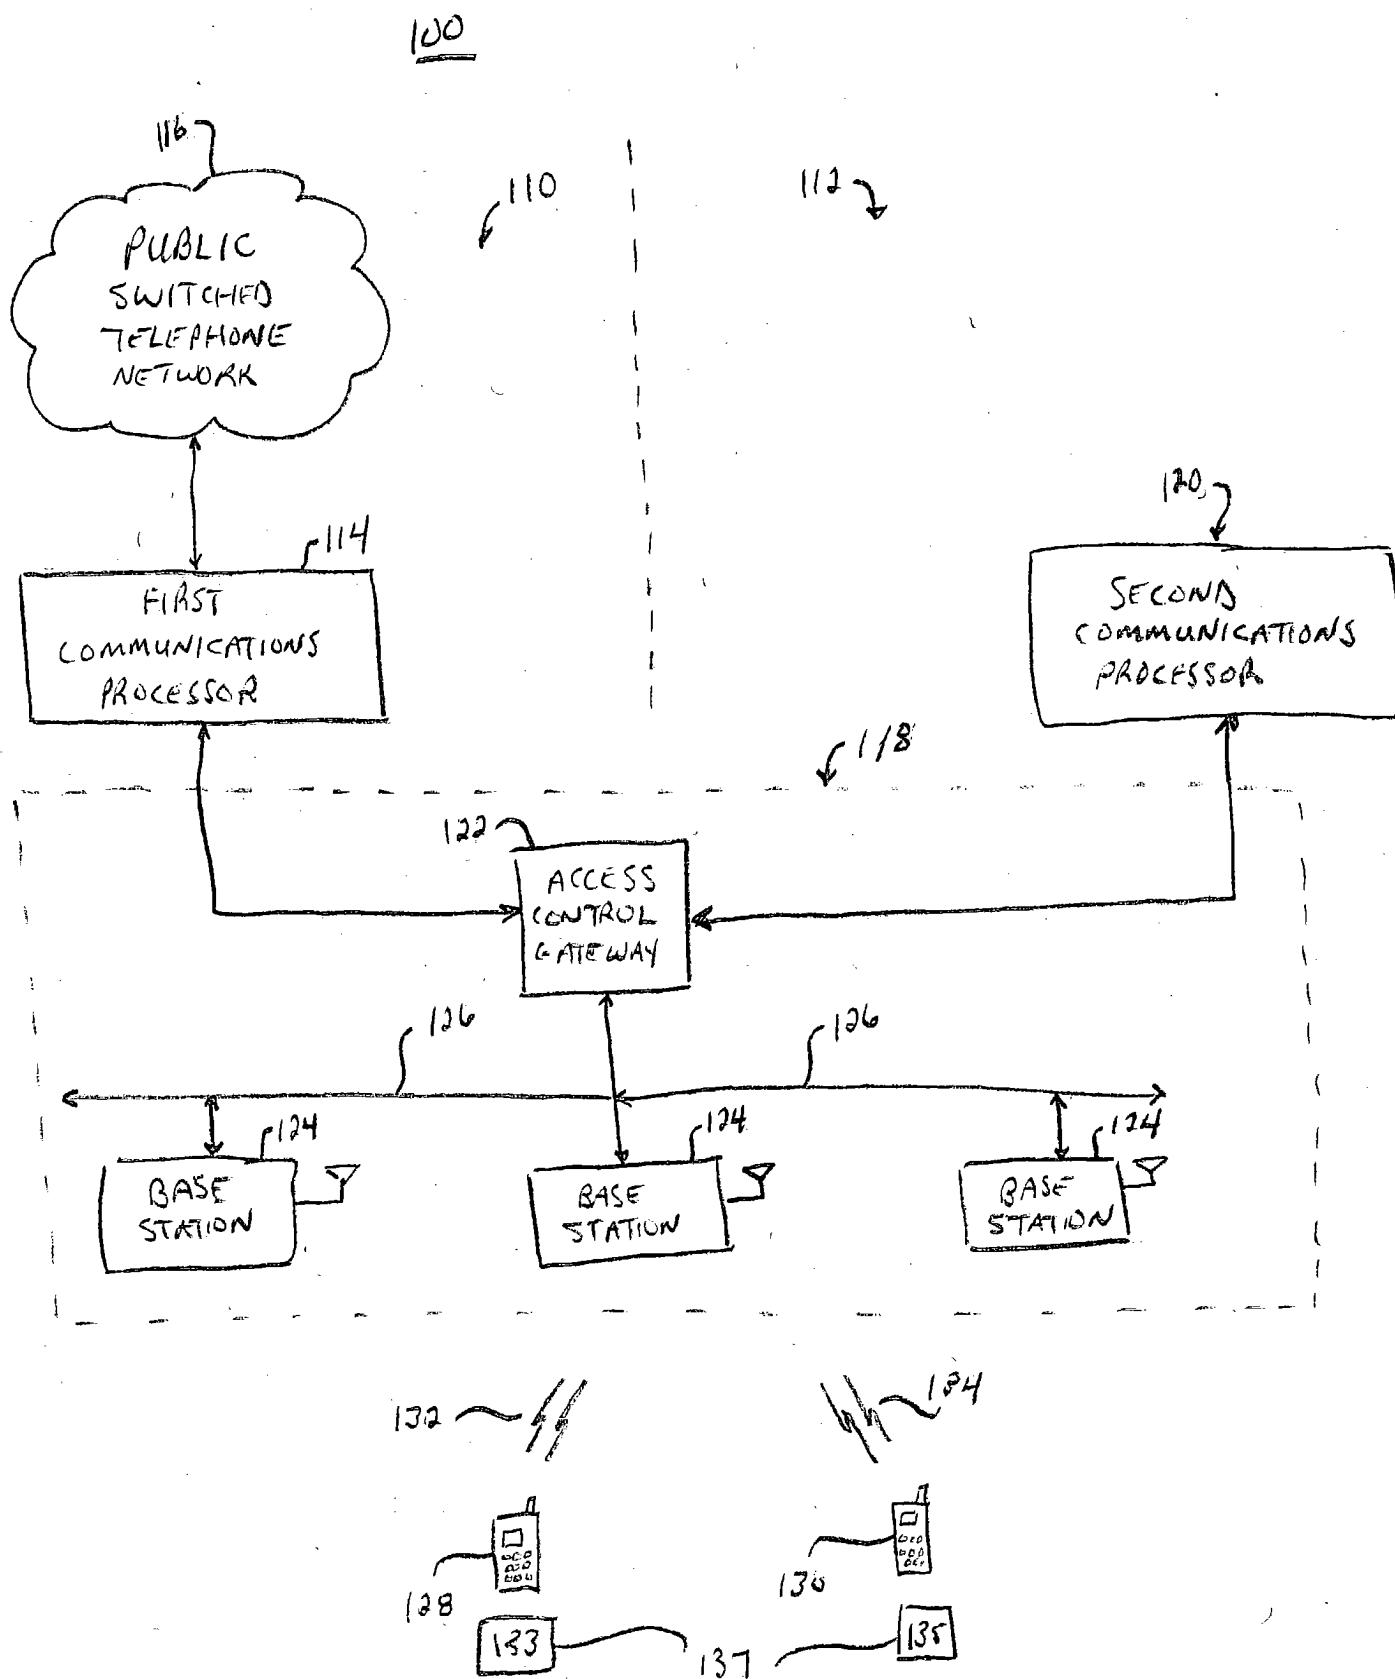 100
116
110
112
PUBLIC
SWITCHED
TELEPHONE
NETWORK
120
114
FIRST
COMMUNICATIONS
PROCESSOR
SECOND
COMMUNICATIONS
PROCESSOR
118
122
ACCESS
CONTROL
GATEWAY
126
126
124
124
124
BASE
STATION
BASE
STATION
BASE
STATION
132
134
128
130
133
137
135